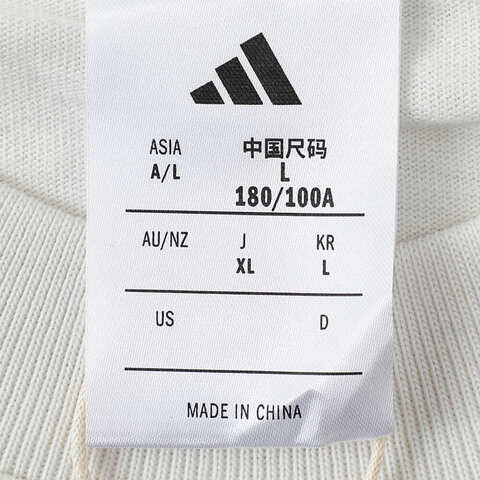 ASIA 中国尺码
A/L L
180/100A
AU/NZ J KR
XL L
US D
MADE IN CHINA